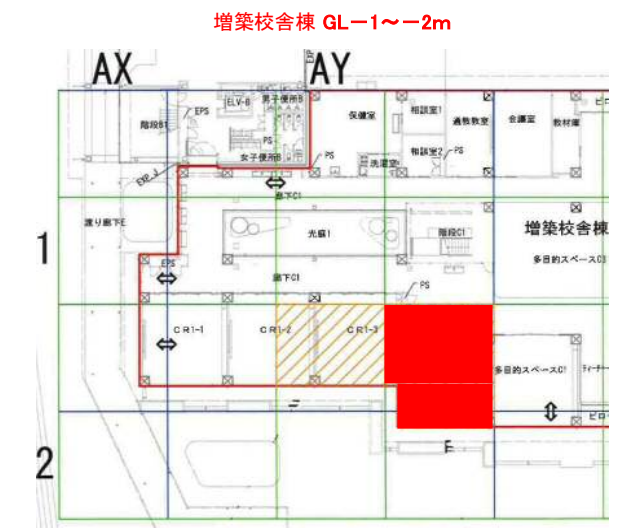 増築校舎棟 GL－1～－2m
AX
AY
EPS
ELV-B
男子便所B
階段B1
PS
女子便所B
PS
EXP.J
保健室
相談室1
相談室2
PS
洗濯室
会議室
教材庫
廊下C1
渡り廊下E
1
光庭1
階段C1
増築校舎棟
多目的スペースC1
EPS
廊下C1
PS
CR1-1
CR1-2
CR1-3
多目的スペースC1
2